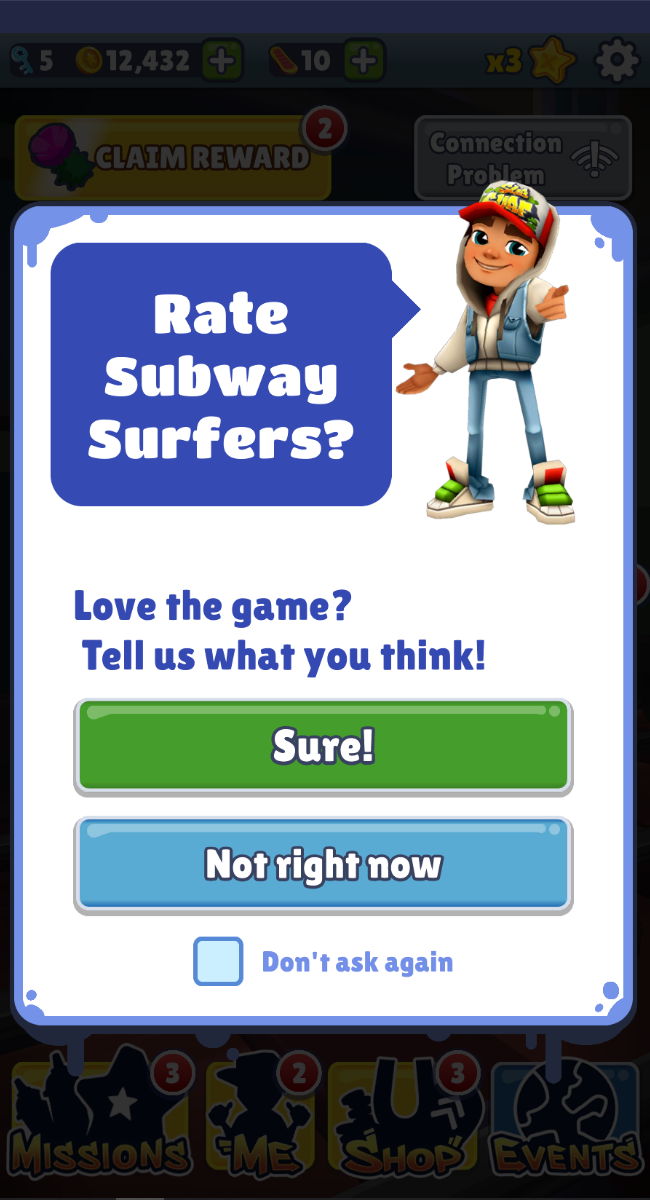 5 12,432 10 x3
CLAIM REWARD 2
Connection
Problem
Rate
Subway
Surfers?
Love the game?
Tell us what you think!
Sure!
Not right now
Don't ask again
3 2 3
MISSIONS ME SHOP EVENTS